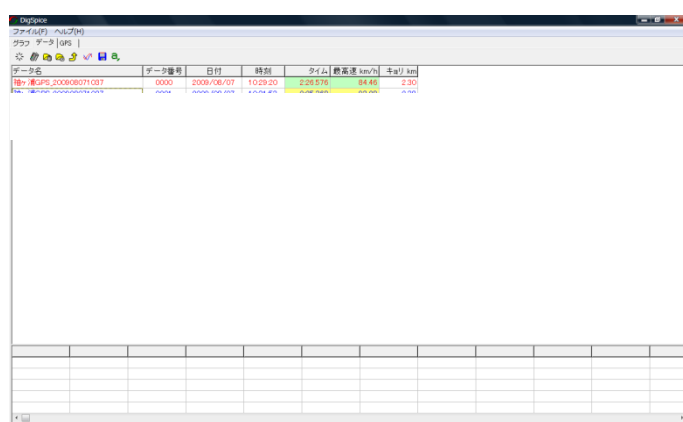 DigSpice
ファイル(F) ヘルプ(H)
グラフ データ GPS
データ名 データ番号 日付 時刻 タイム 最高速 km/h キョリ km
袖ヶ浦GPS_200908071037 0000 2009/08/07 10:29:20 2:26.576 84.46 2.30